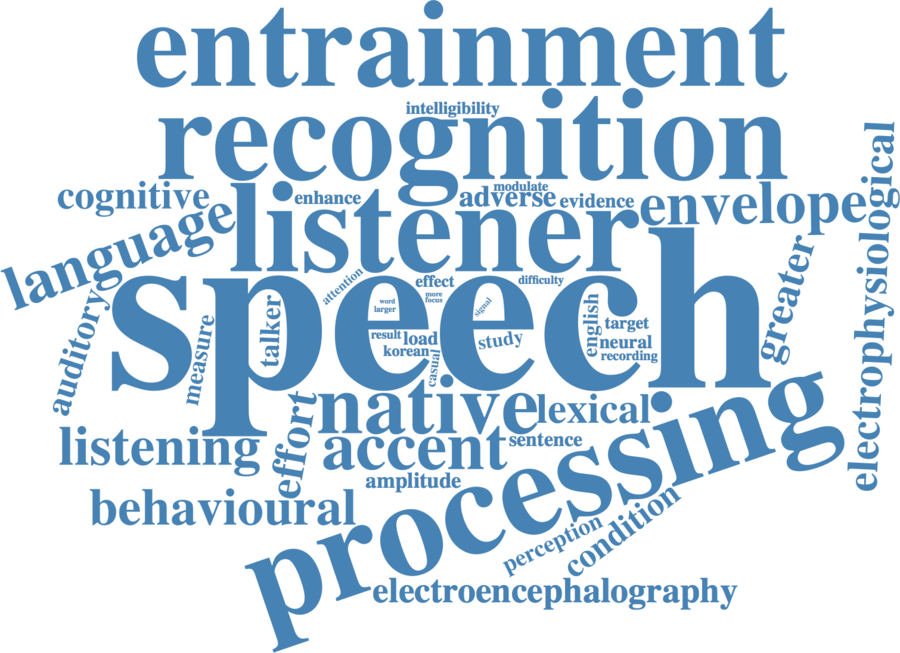 entrainment
intelligibility
recognition
cognitive
enhance
modulate
adverse
evidence
envelope
electrophysiological
language
listener
speech
attention
effect
difficulty
greater
auditory
measure
talker
word
larger
more
focus
signal
english
target
result
load
study
neural
korean
casual
recording
native
lexical
effort
listening
accent
sentence
amplitude
processing
behavioural
perception
condition
electroencephalography